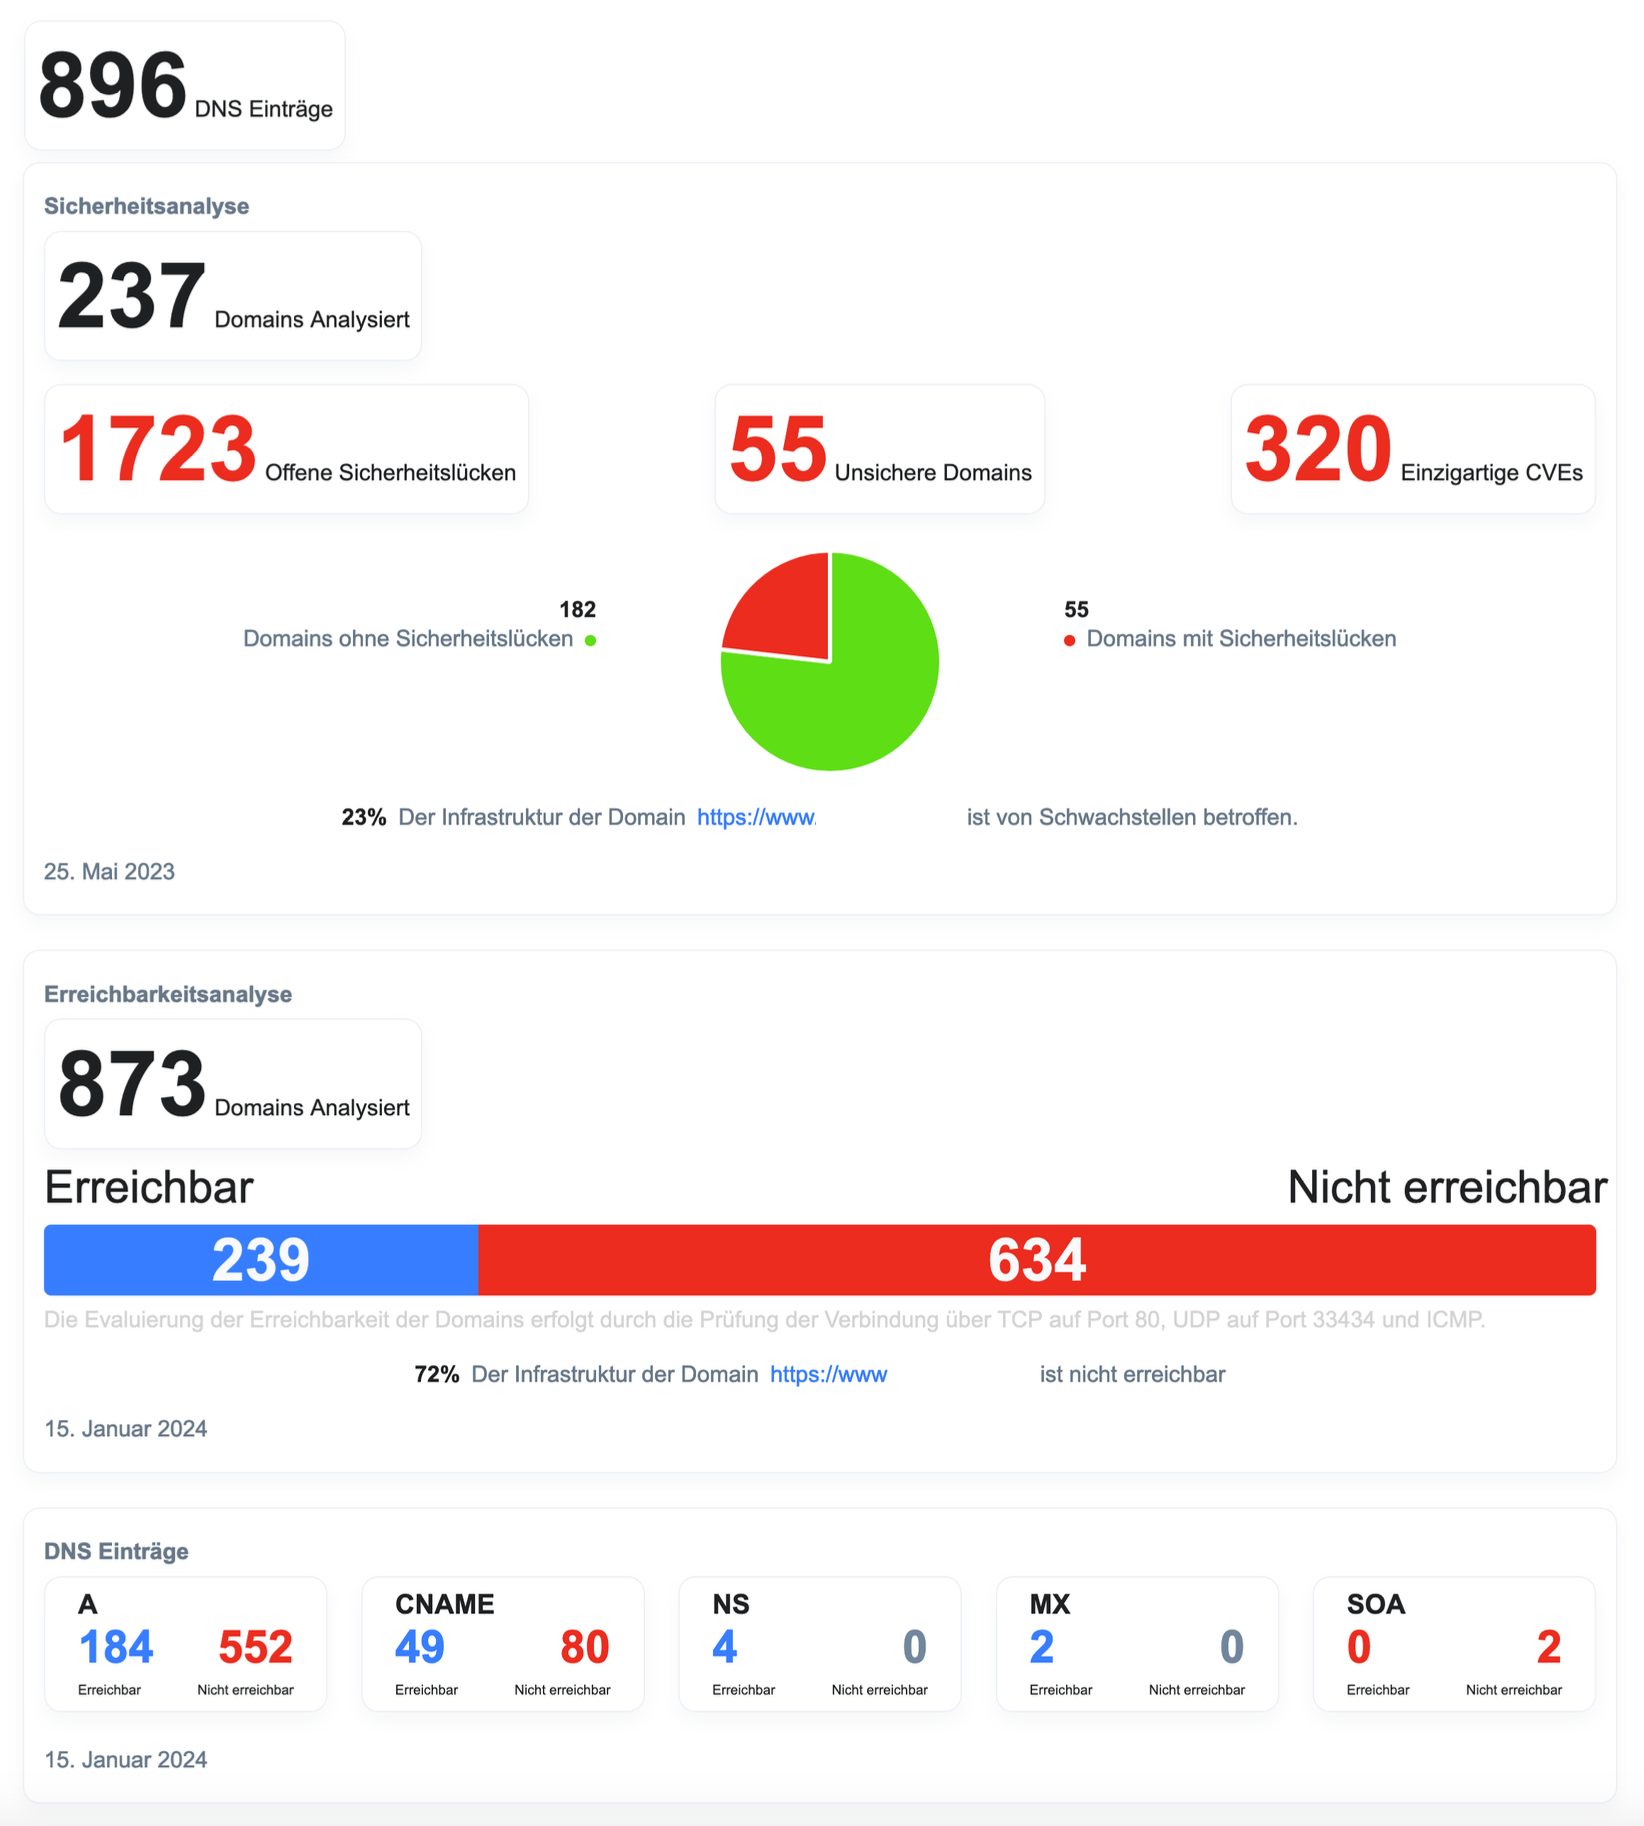 896 DNS Einträge
Sicherheitsanalyse
237 Domains Analysiert
1723 Offene Sicherheitslücken
55 Unsichere Domains
320 Einzigartige CVEs
182
Domains ohne Sicherheitslücken
55
Domains mit Sicherheitslücken
23% Der Infrastruktur der Domain https://www. ist von Schwachstellen betroffen.
25. Mai 2023
Erreichbarkeitsanalyse
873 Domains Analysiert
Erreichbar Nicht erreichbar
239 634
Die Evaluierung der Erreichbarkeit der Domains erfolgt durch die Prüfung der Verbindung über TCP auf Port 80, UDP auf Port 33434 und ICMP.
72% Der Infrastruktur der Domain https://www ist nicht erreichbar
15. Januar 2024
DNS Einträge
A
184 552
Erreichbar Nicht erreichbar
CNAME
49 80
Erreichbar Nicht erreichbar
NS
4 0
Erreichbar Nicht erreichbar
MX
2 0
Erreichbar Nicht erreichbar
SOA
0 2
Erreichbar Nicht erreichbar
15. Januar 2024